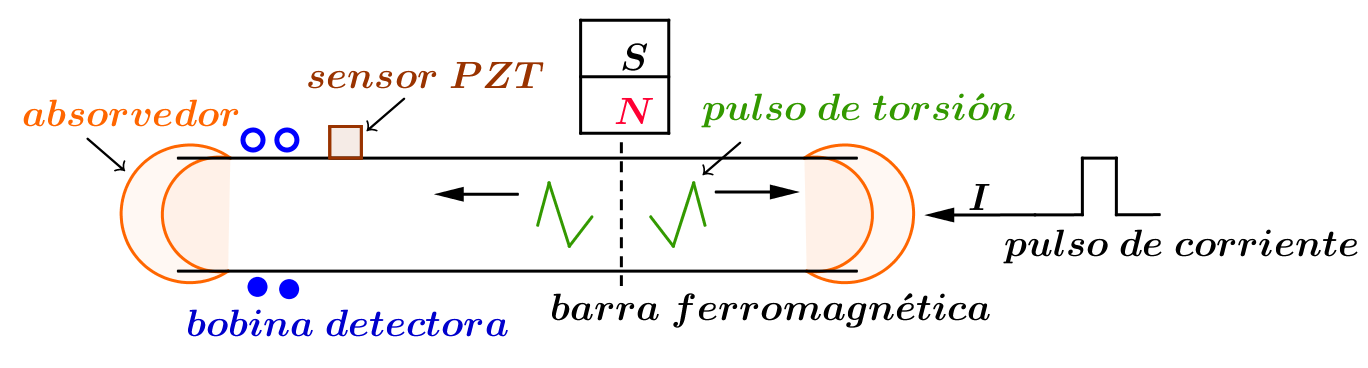 S
sensor PZT
N
absorvedor
pulso de torsión
I
pulso de corriente
barra ferromagnética
bobina detectora